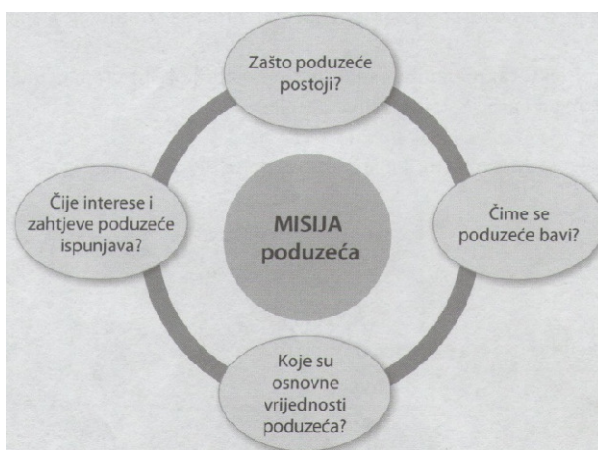 Zašto poduzeće
postoji?
Čije interese i
zahtjeve poduzeće
ispunjava?
MISIJA
poduzeća
Čime se
poduzeće bavi?
Koje su
osnovne
vrijednosti
poduzeća?